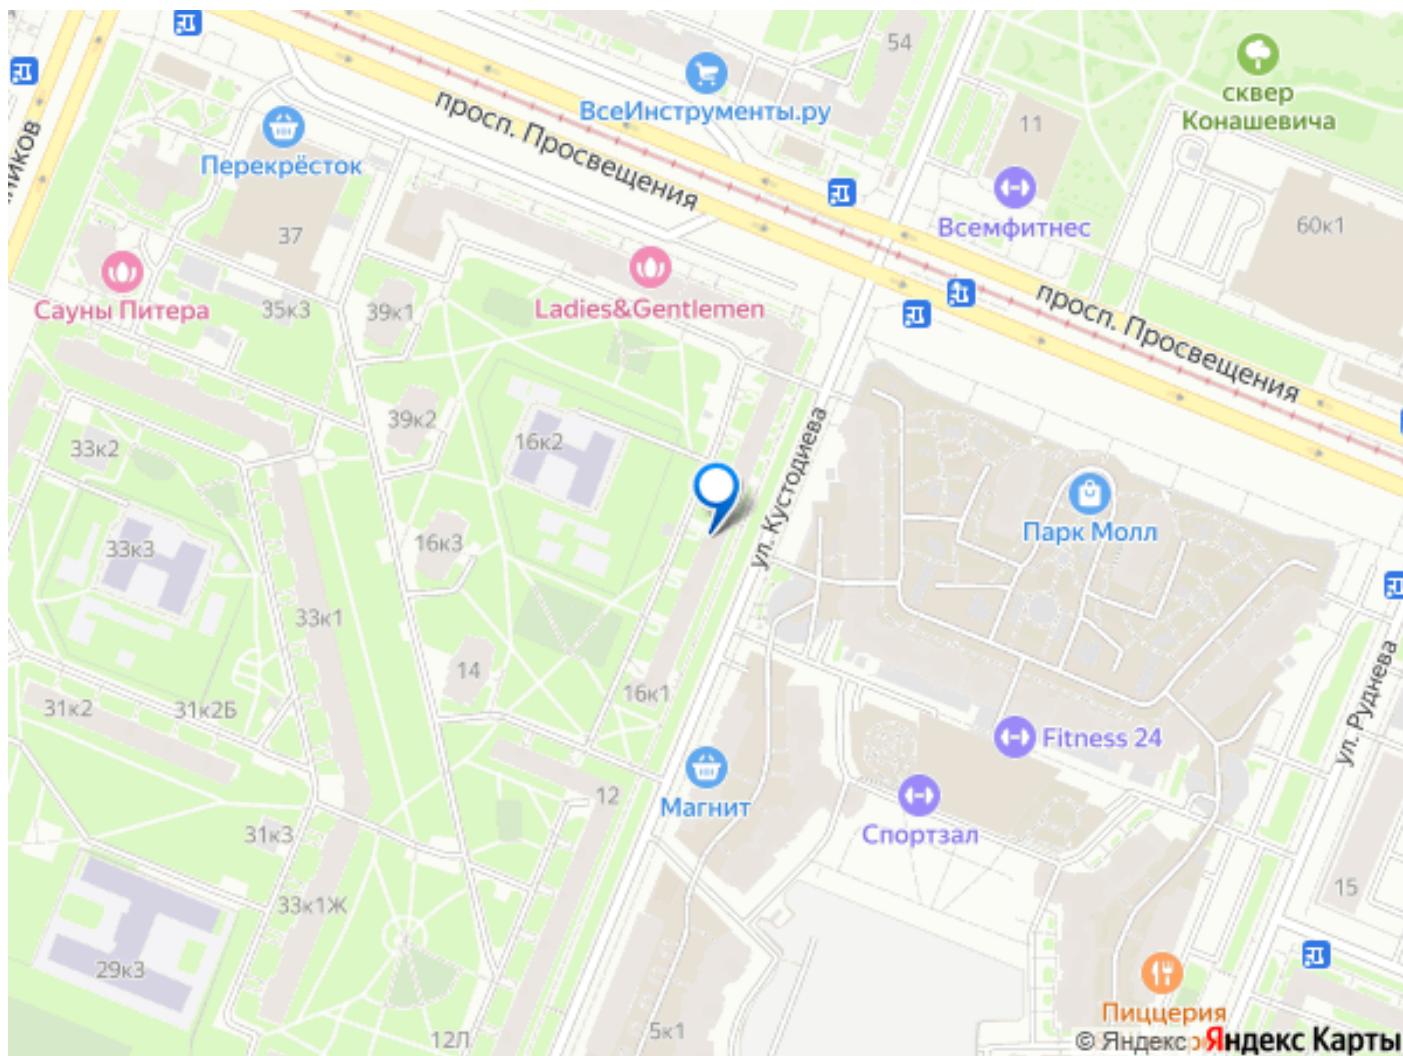 54
ВсеИнструменты.ру
сквер
Конашевича
11
просп. Просвещения
Перекрёсток
Всемфитнес
60к1
37
Сауны Питера
35к3
39к1
Ladies&Gentlemen
просп. Просвещения
39к2
16к2
33к2
ул. Кустодиева
Парк Молл
33к3
16к3
33к1
14
16к1
31к2
31к2Б
ул. Руднева
Fitness 24
12
Магнит
31к3
Спортзал
33к1Ж
15
29к3
5к1
12Л
Пиццерия
© Яндекс
Яндекс Карты